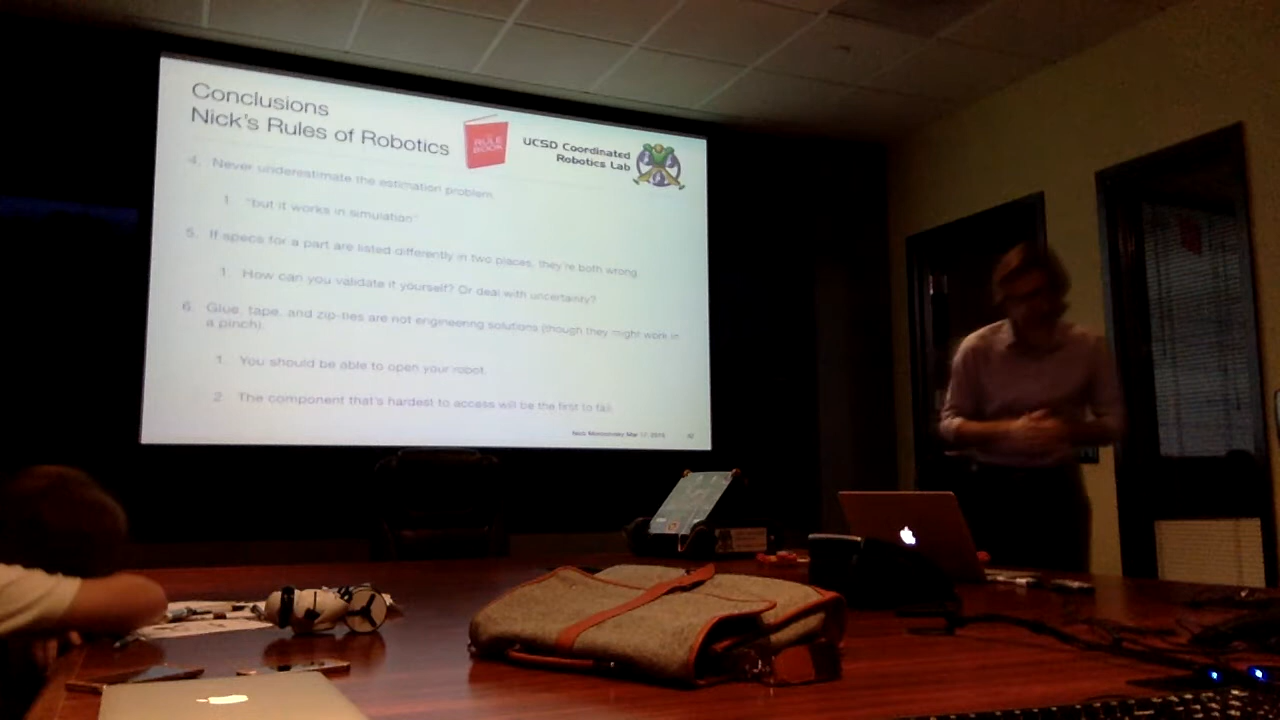 Conclusions
Nick's Rules of Robotics
RULE
BOOK
UCSD Coordinated
Robotics Lab
4. Never underestimate the estimation problem.
1. "but it works in simulation"
5. If specs for a part are listed differently in two places, they're both wrong.
1. How can you validate it yourself? Or deal with uncertainty?
6. Glue, tape, and zip-ties are not engineering solutions (though they might work in
a pinch).
1. You should be able to open your robot.
2. The component that's hardest to access will be the first to fail.
Nick Mar